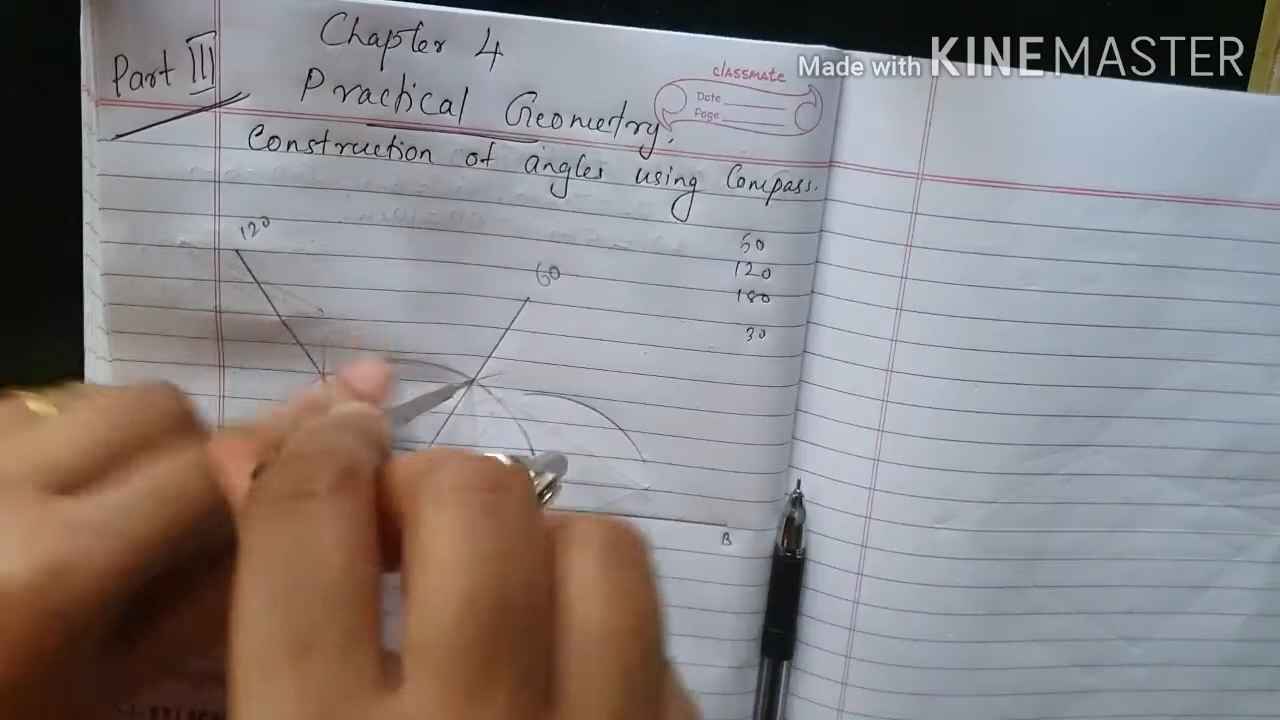 Chapter 4
Part III
Practical Geometry.
Construction of angles using Compass.
classmate
Date
Page
Made with KINEMASTER
120
60
60
120
180
30
B